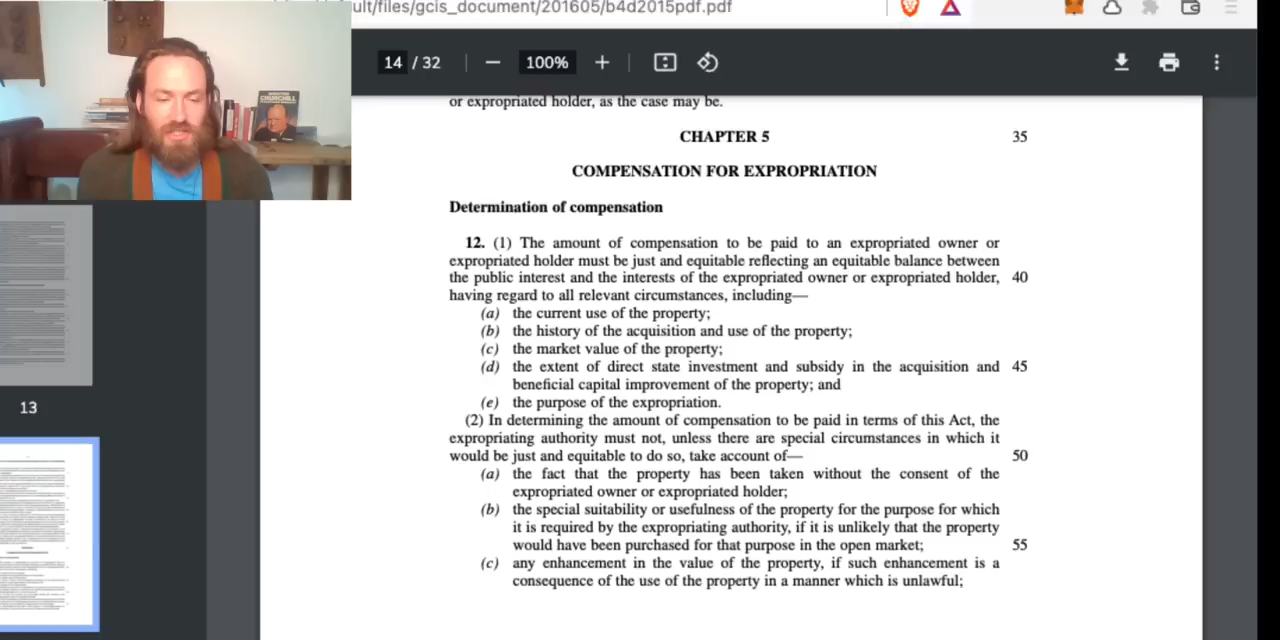 ult/files/gcis_document/201605/b4d2015pdf.pdf
14 / 32
100%
CHURCHILL
13
or expropriated holder, as the case may be.
CHAPTER 5 35
COMPENSATION FOR EXPROPRIATION
Determination of compensation
12. (1) The amount of compensation to be paid to an expropriated owner or
expropriated holder must be just and equitable reflecting an equitable balance between
the public interest and the interests of the expropriated owner or expropriated holder, 40
having regard to all relevant circumstances, including—
(a) the current use of the property;
(b) the history of the acquisition and use of the property;
(c) the market value of the property;
(d) the extent of direct state investment and subsidy in the acquisition and 45
beneficial capital improvement of the property; and
(e) the purpose of the expropriation.
(2) In determining the amount of compensation to be paid in terms of this Act, the
expropriating authority must not, unless there are special circumstances in which it
would be just and equitable to do so, take account of— 50
(a) the fact that the property has been taken without the consent of the
expropriated owner or expropriated holder;
(b) the special suitability or usefulness of the property for the purpose for which
it is required by the expropriating authority, if it is unlikely that the property
would have been purchased for that purpose in the open market; 55
(c) any enhancement in the value of the property, if such enhancement is a
consequence of the use of the property in a manner which is unlawful;